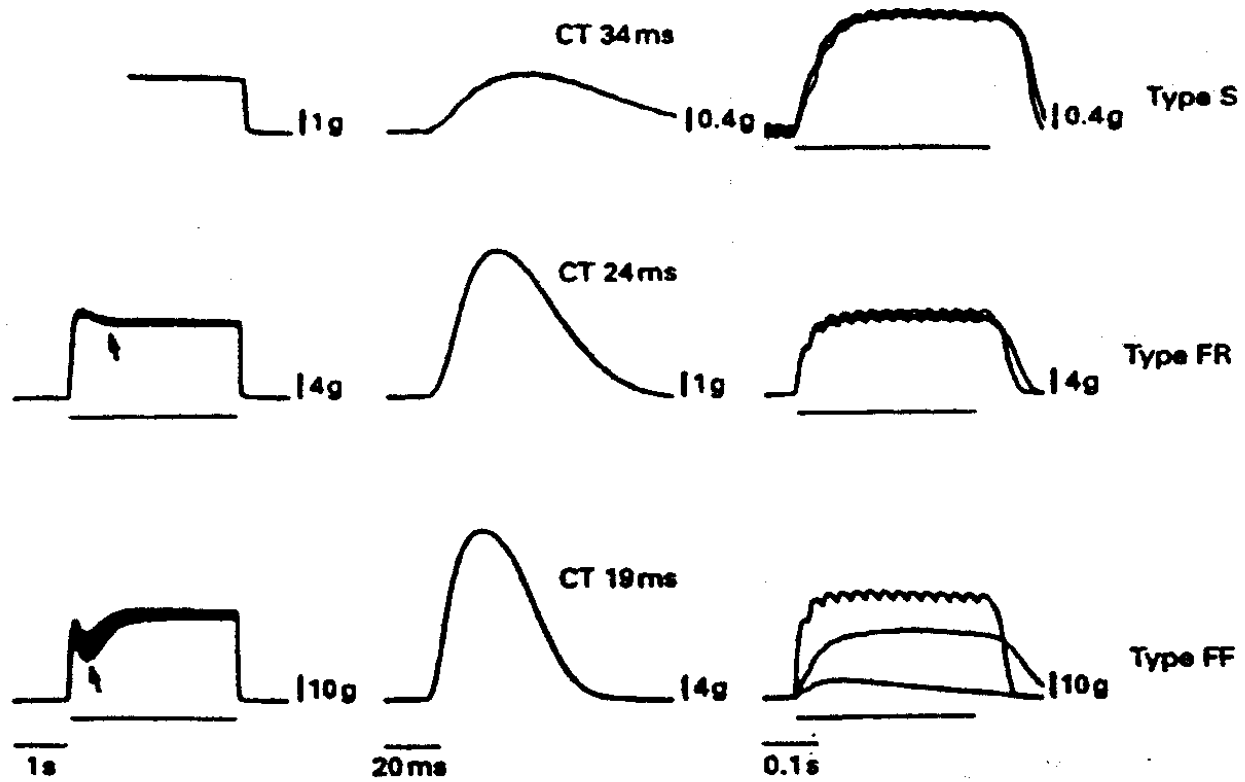 CT 34ms
1g
0.4g
0.4g
Type S
CT 24ms
4g
1g
4g
Type FR
CT 19ms
10g
4g
10g
Type FF
1s
20ms
0.1s